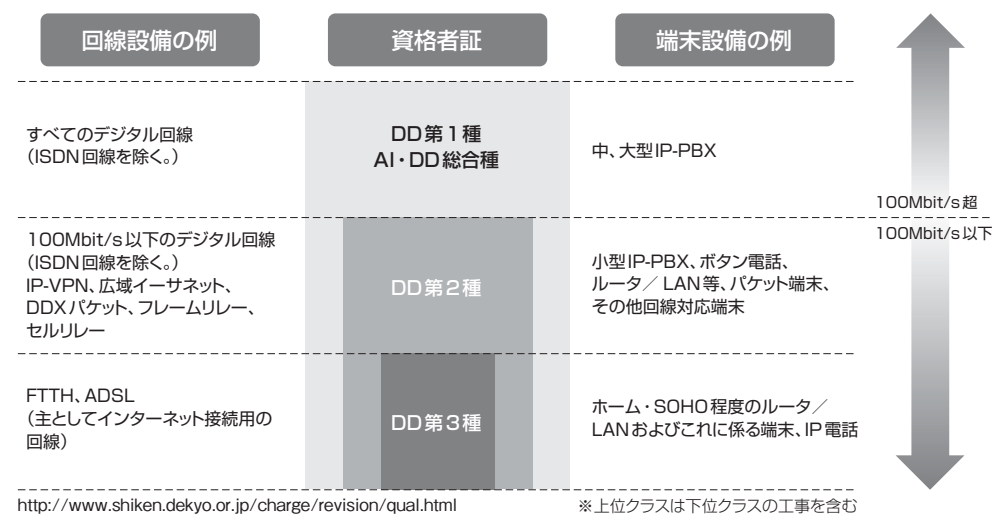 回線設備の例
資格者証
端末設備の例
すべてのデジタル回線
(ISDN回線を除く。)
DD第1種
AI・DD総合種
中、大型IP-PBX
100Mbit/s超
100Mbit/s以下
100Mbit/s以下のデジタル回線
(ISDN回線を除く。)
IP-VPN、広域イーサネット、
DDXパケット、フレームリレー、
セルリレー
DD第2種
小型IP-PBX、ボタン電話、
ルータ/LAN等、パケット端末、
その他回線対応端末
FTTH、ADSL
(主としてインターネット接続用の
回線)
DD第3種
ホーム・SOHO程度のルータ/
LANおよびこれに係る端末、IP電話
http://www.shiken.dekyo.or.jp/charge/revision/qual.html
※上位クラスは下位クラスの工事を含む